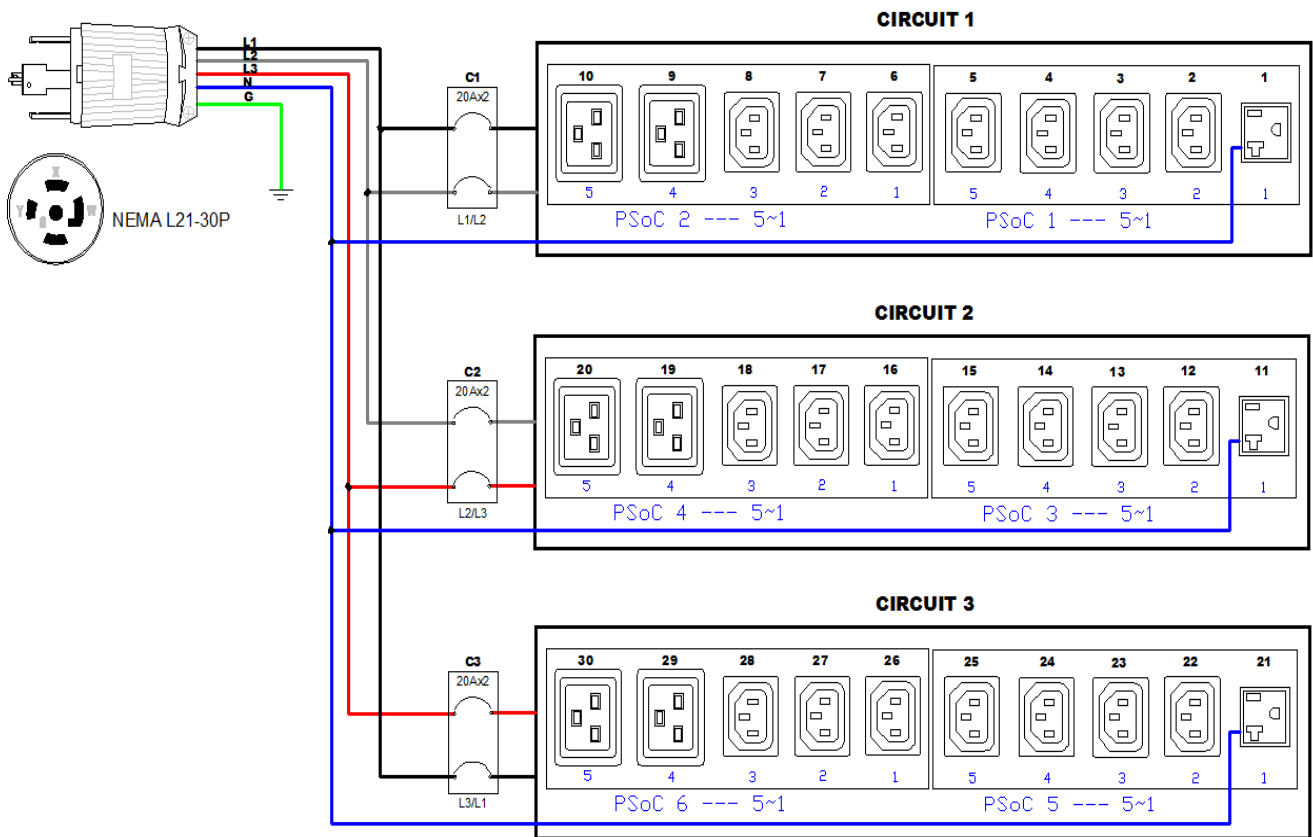 CIRCUIT 1
L1
L2
L3
N
G
X
Y
W
NEMA L21-30P
C1
20Ax2
L1/L2
10 9 8 7 6 5 4 3 2 1
5 4 3 2 1 5 4 3 2 1
PSoC 2 --- 5~1 PSoC 1 --- 5~1
CIRCUIT 2
C2
20Ax2
L2/L3
20 19 18 17 16 15 14 13 12 11
5 4 3 2 1 5 4 3 2 1
PSoC 4 --- 5~1 PSoC 3 --- 5~1
CIRCUIT 3
C3
20Ax2
L3/L1
30 29 28 27 26 25 24 23 22 21
5 4 3 2 1 5 4 3 2 1
PSoC 6 --- 5~1 PSoC 5 --- 5~1